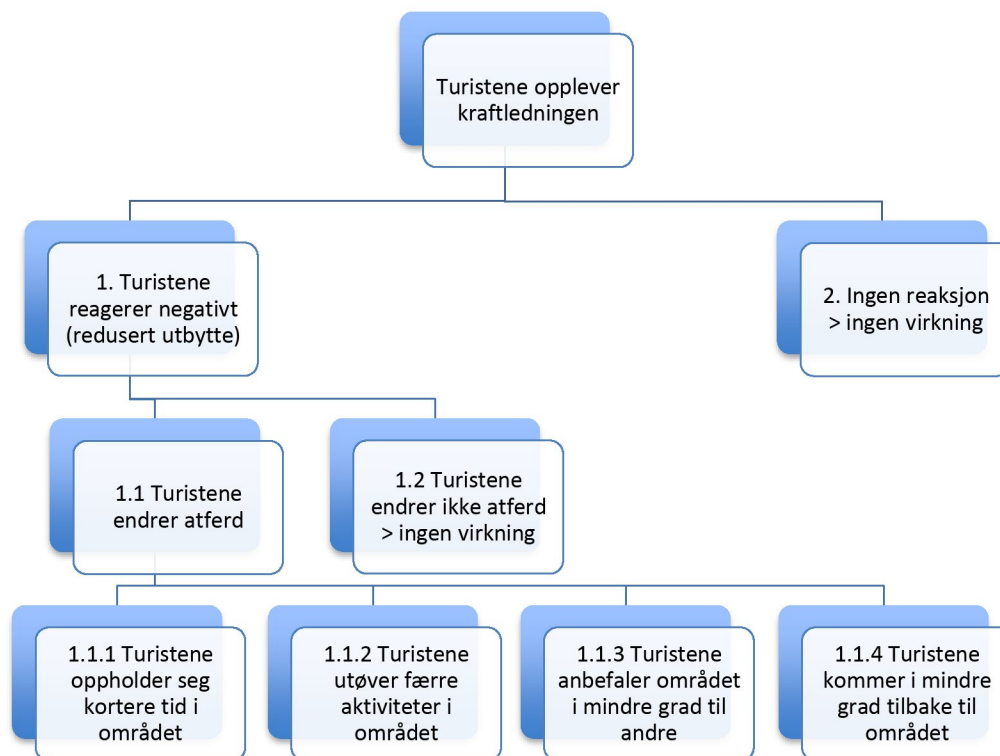 Turistene opplever
kraftledningen
1. Turistene
reagerer negativt
(redusert utbytte)
2. Ingen reaksjon
> ingen virkning
1.1 Turistene
endrer atferd
1.2 Turistene
endrer ikke atferd
> ingen virkning
1.1.1 Turistene
oppholder seg
kortere tid i
området
1.1.2 Turistene
utøver færre
aktiviteter i
området
1.1.3 Turistene
anbefaler området
i mindre grad til
andre
1.1.4 Turistene
kommer i mindre
grad tilbake til
området